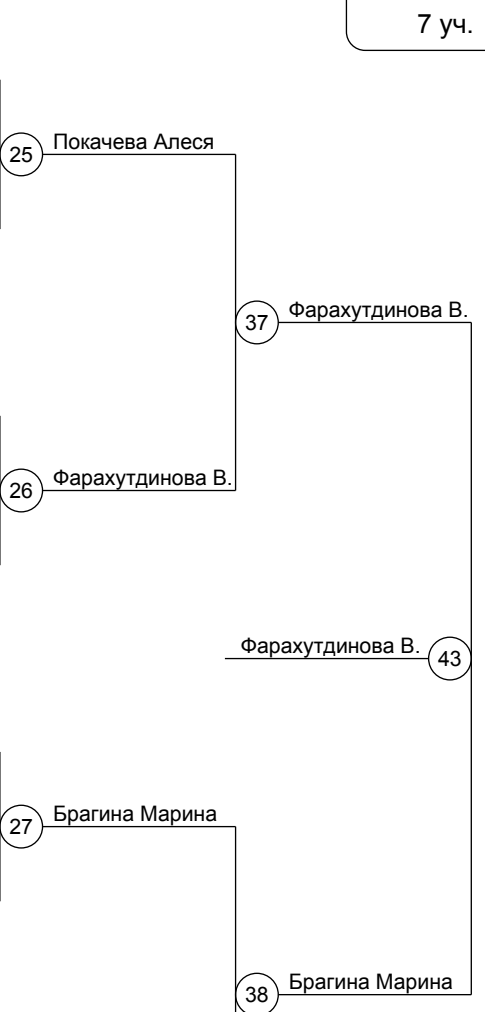 7 уч.
25 Покачева Алеся
37 Фарахутдинова В.
26 Фарахутдинова В.
Фарахутдинова В. 43
27 Брагина Марина
38 Брагина Марина